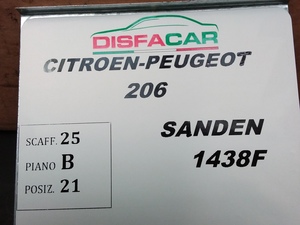 DISFACAR
CITROEN-PEUGEOT
206
SANDEN
1438F
SCAFF. 25
PIANO B
POSIZ. 21